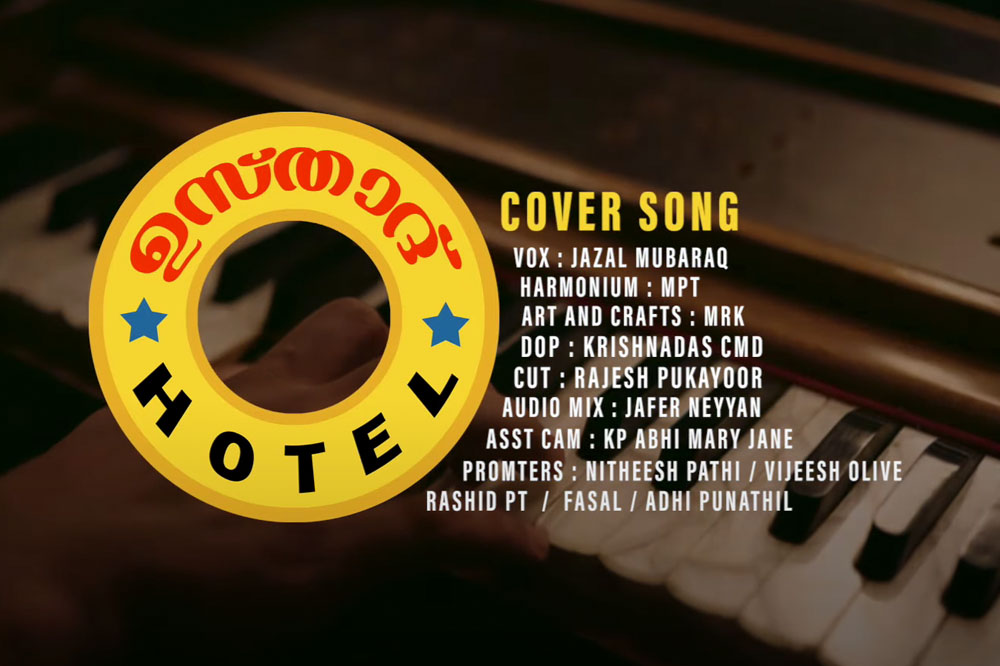 ഉസ്താദ്
HOTEL
COVER SONG
VOX : JAZAL MUBARAQ
HARMONIUM : MPT
ART AND CRAFTS : MRK
DOP : KRISHNADAS CMD
CUT : RAJESH PUKAYOOR
AUDIO MIX : JAFER NEYYAN
ASST CAM : KP ABHI MARY JANE
PROMTERS : NITHEESH PATHI / VIJEESH OLIVE
RASHID PT / FASAL / ADHI PUNATHIL